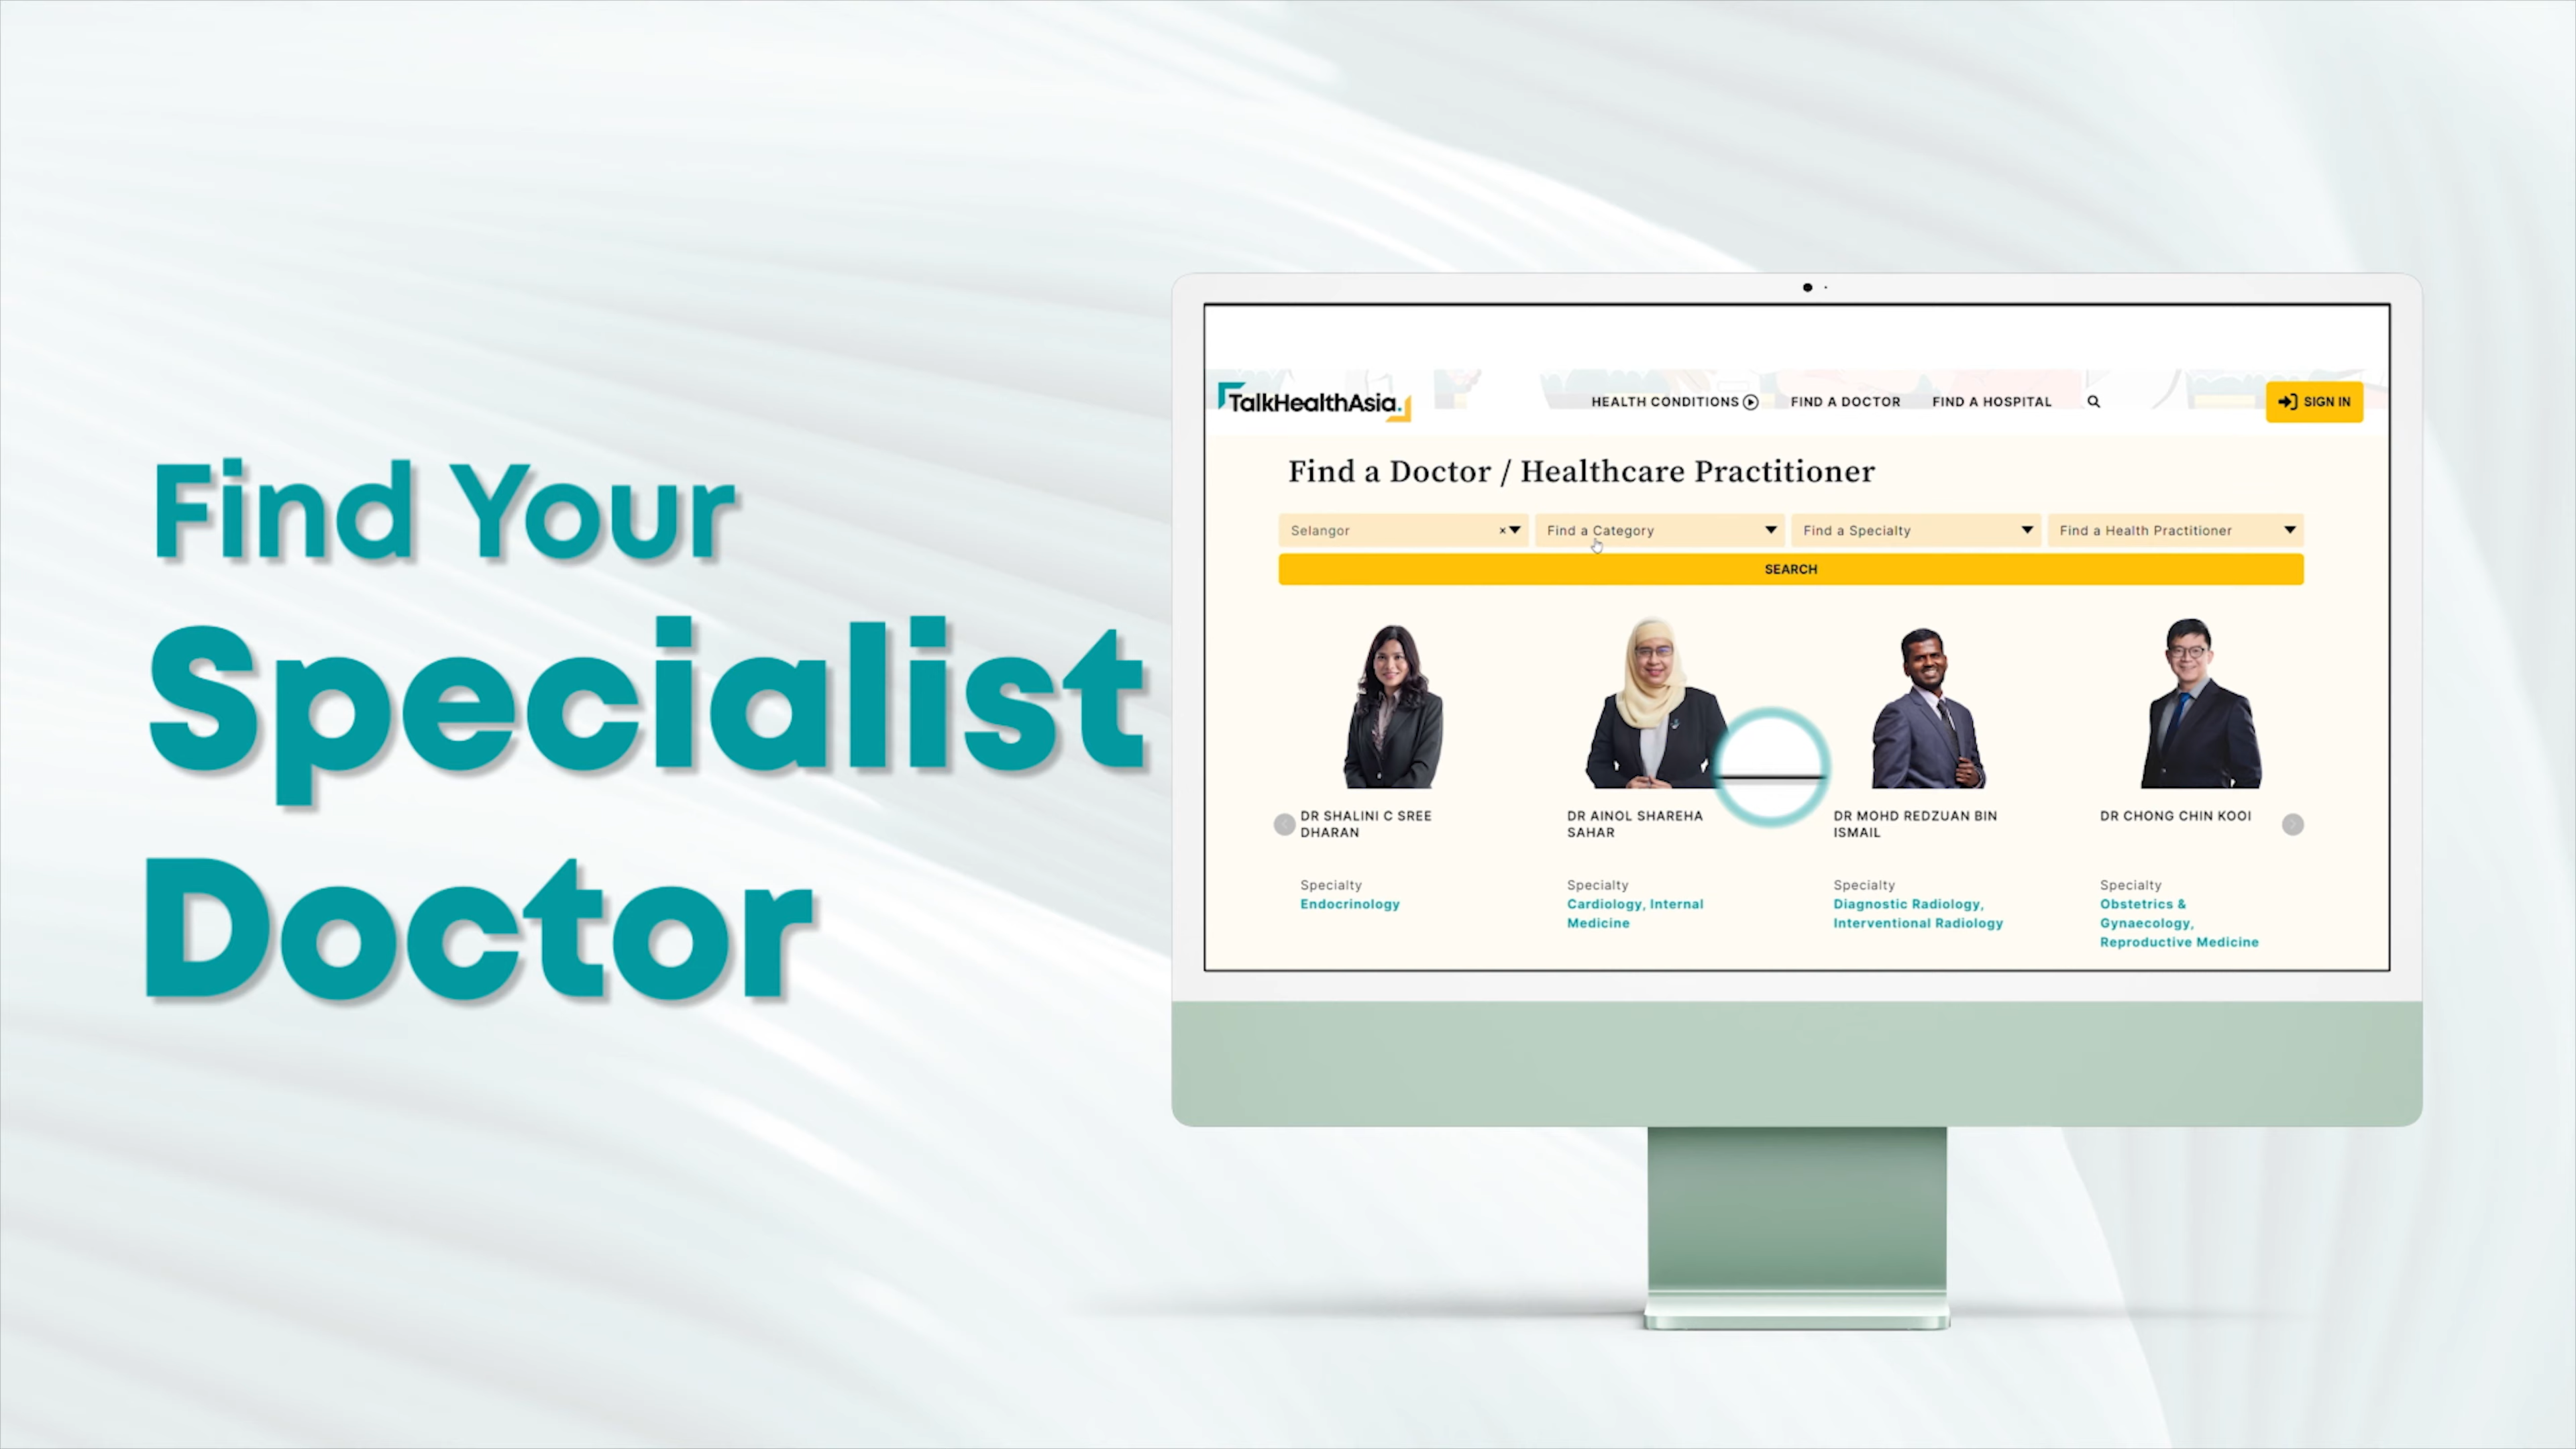 Find Your
Specialist
Doctor
TalkHealthAsia.
HEALTH CONDITIONS FIND A DOCTOR FIND A HOSPITAL SIGN IN
Find a Doctor / Healthcare Practitioner
Selangor × Find a Category Find a Specialty Find a Health Practitioner
SEARCH
DR SHALINI C SREE
DHARAN
Specialty
Endocrinology
DR AINOL SHAREHA
SAHAR
Specialty
Cardiology, Internal
Medicine
DR MOHD REDZUAN BIN
ISMAIL
Specialty
Diagnostic Radiology,
Interventional Radiology
DR CHONG CHIN KOOI
Specialty
Obstetrics &
Gynaecology,
Reproductive Medicine